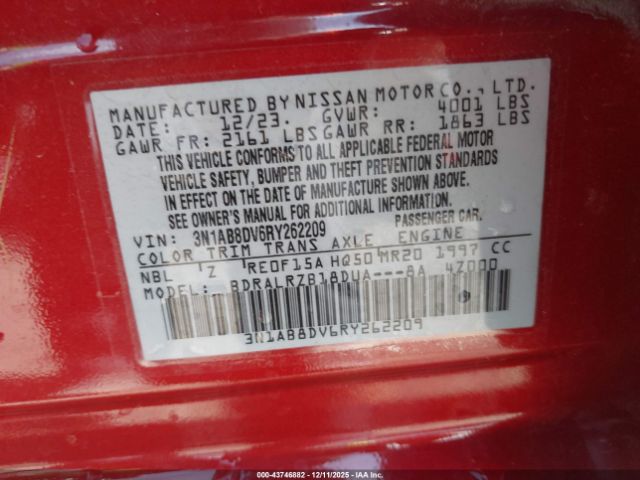 MANUFACTURED BY NISSAN MOTOR CO., LTD.
DATE: 12/23. GVWR: 4001 LBS
GAWR FR: 2161 LBS GAWR RR: 1863 LBS
THIS VEHICLE CONFORMS TO ALL APPLICABLE FEDERAL MOTOR
VEHICLE SAFETY, BUMPER AND THEFT PREVENTION STANDARDS
IN EFFECT ON THE DATE OF MANUFACTURE SHOWN ABOVE.
SEE OWNER'S MANUAL FOR ADDITIONAL INFORMATION.
VIN: 3N1AB8DV6RY262209 PASSENGER CAR.
COLOR TRIM TRANS AXLE ENGINE
NBL Z RE0F15A HQ50 MR20 1997 CC
MODEL BDRALRZB18DUA---8A 4Z000
3N1AB8DV6RY262209
000-43746882 - 12/11/2025 - IAAI.COM